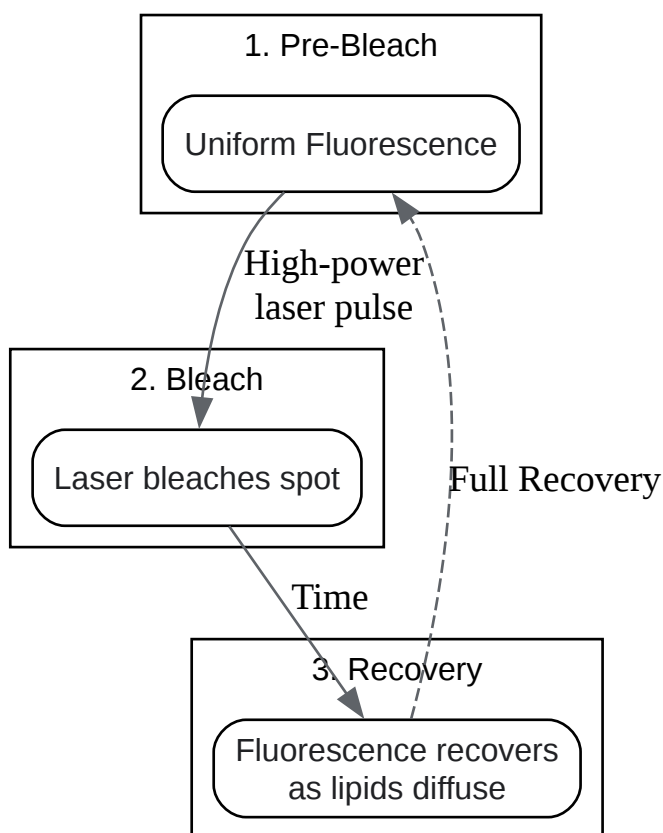 1. Pre-Bleach
Uniform Fluorescence
High-power
laser pulse
2. Bleach
Laser bleaches spot
Full Recovery
Time
3. Recovery
Fluorescence recovers
as lipids diffuse